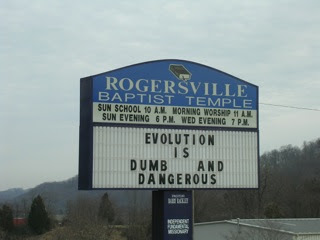 ROGERSVILLE
BAPTIST TEMPLE
SUN SCHOOL 10 A.M. MORNING WORSHIP 11 A.M.
SUN EVENING 6 P.M. WED EVENING 7 P.M.
EVOLUTION
IS
DUMB AND
DANGEROUS
PASTOR
INDEPENDENT
FUNDAMENTAL
MISSIONARY